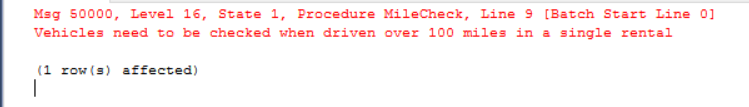 Msg 50000, Level 16, State 1, Procedure MileCheck, Line 9 [Batch Start Line 0]
Vehicles need to be checked when driven over 100 miles in a single rental
(1 row(s) affected)